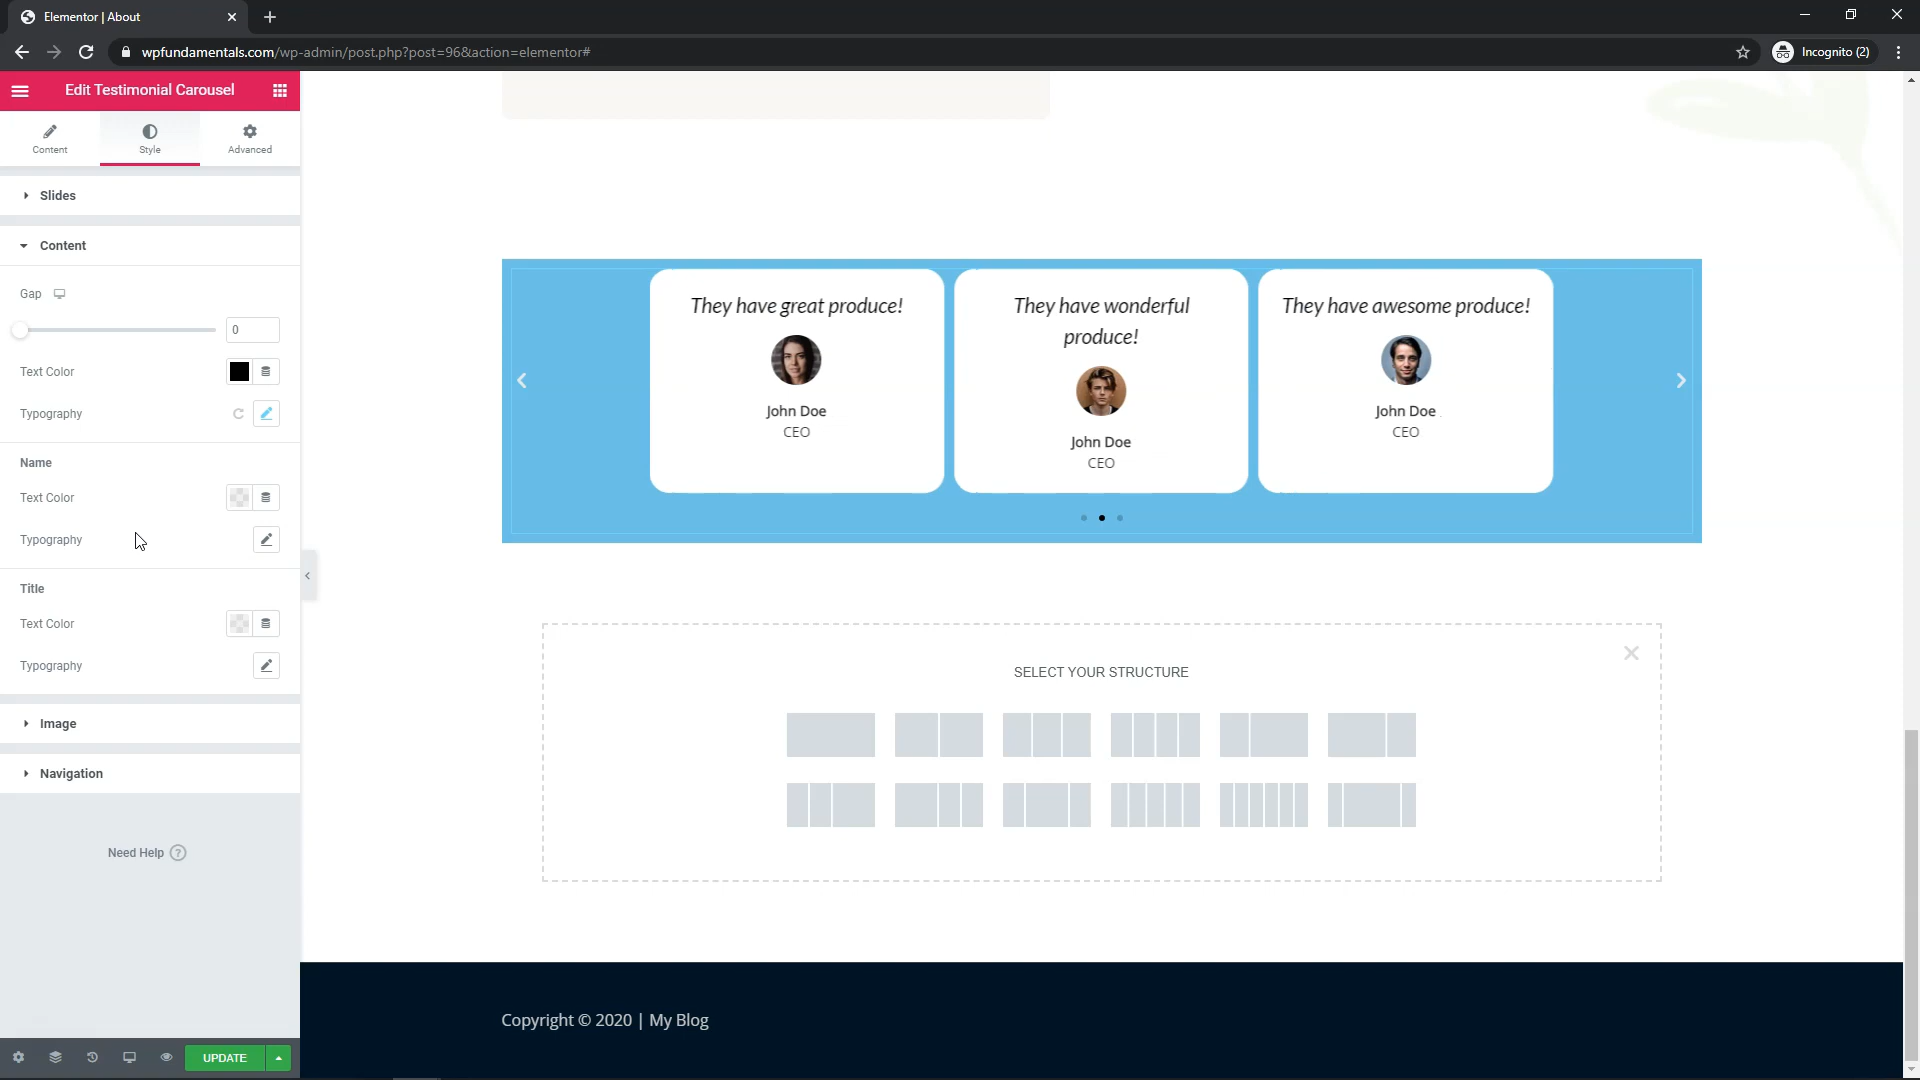 Elementor | About
wpfundamentals.com/wp-admin/post.php?post=96&action=elementor#
Incognito (2)
Edit Testimonial Carousel
Content
Style
Advanced
Slides
Content
Gap
0
Text Color
Typography
Name
Text Color
Typography
Title
Text Color
Typography
Image
Navigation
Need Help ?
UPDATE
They have great produce!
John Doe
CEO
They have wonderful
produce!
John Doe
CEO
They have awesome produce!
John Doe
CEO
SELECT YOUR STRUCTURE
Copyright © 2020 | My Blog